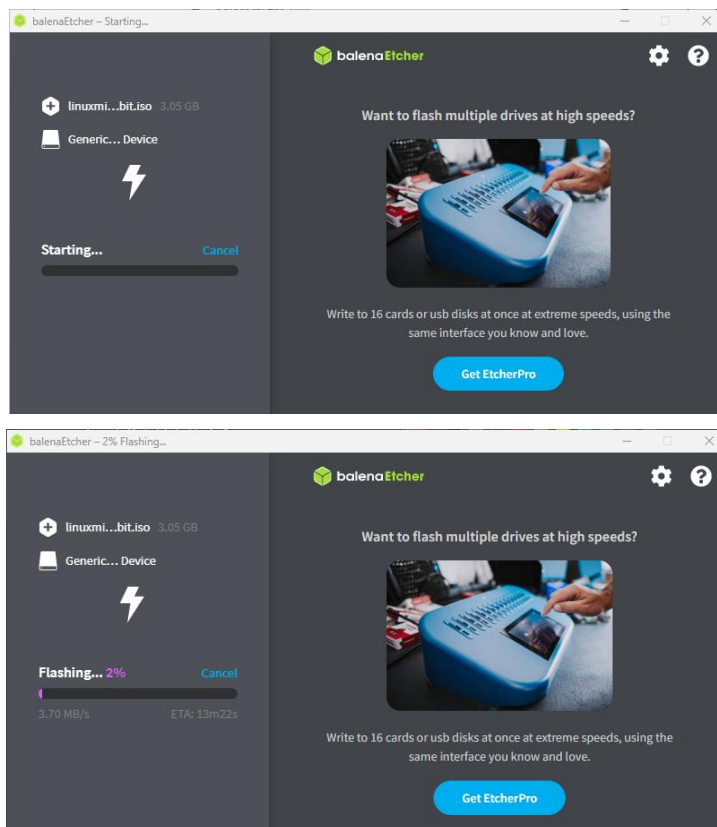 balenaEtcher – Starting...
balenaEtcher
linuxmi...bit.iso 3.05 GB
Generic... Device
Starting... Cancel
Want to flash multiple drives at high speeds?
Write to 16 cards or usb disks at once at extreme speeds, using the
same interface you know and love.
Get EtcherPro
balenaEtcher – 2% Flashing...
balenaEtcher
linuxmi...bit.iso 3.05 GB
Generic... Device
Flashing... 2% Cancel
3.70 MB/s ETA: 13m22s
Want to flash multiple drives at high speeds?
Write to 16 cards or usb disks at once at extreme speeds, using the
same interface you know and love.
Get EtcherPro